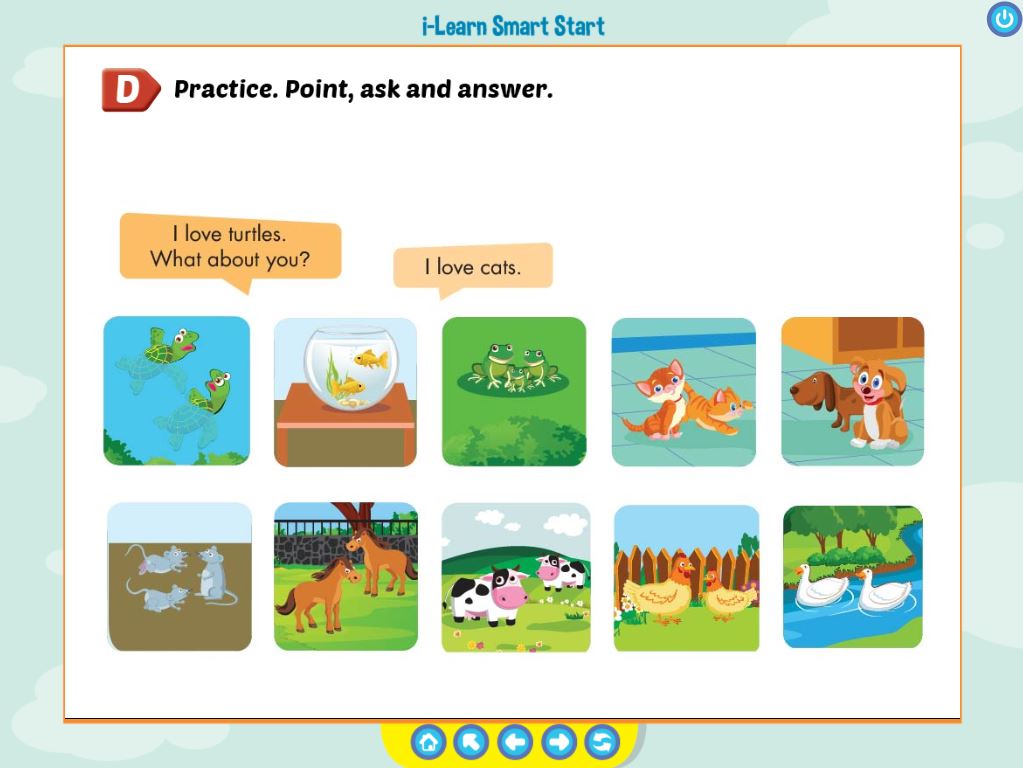 i-Learn Smart Start
D Practice. Point, ask and answer.
I love turtles.
What about you?
I love cats.